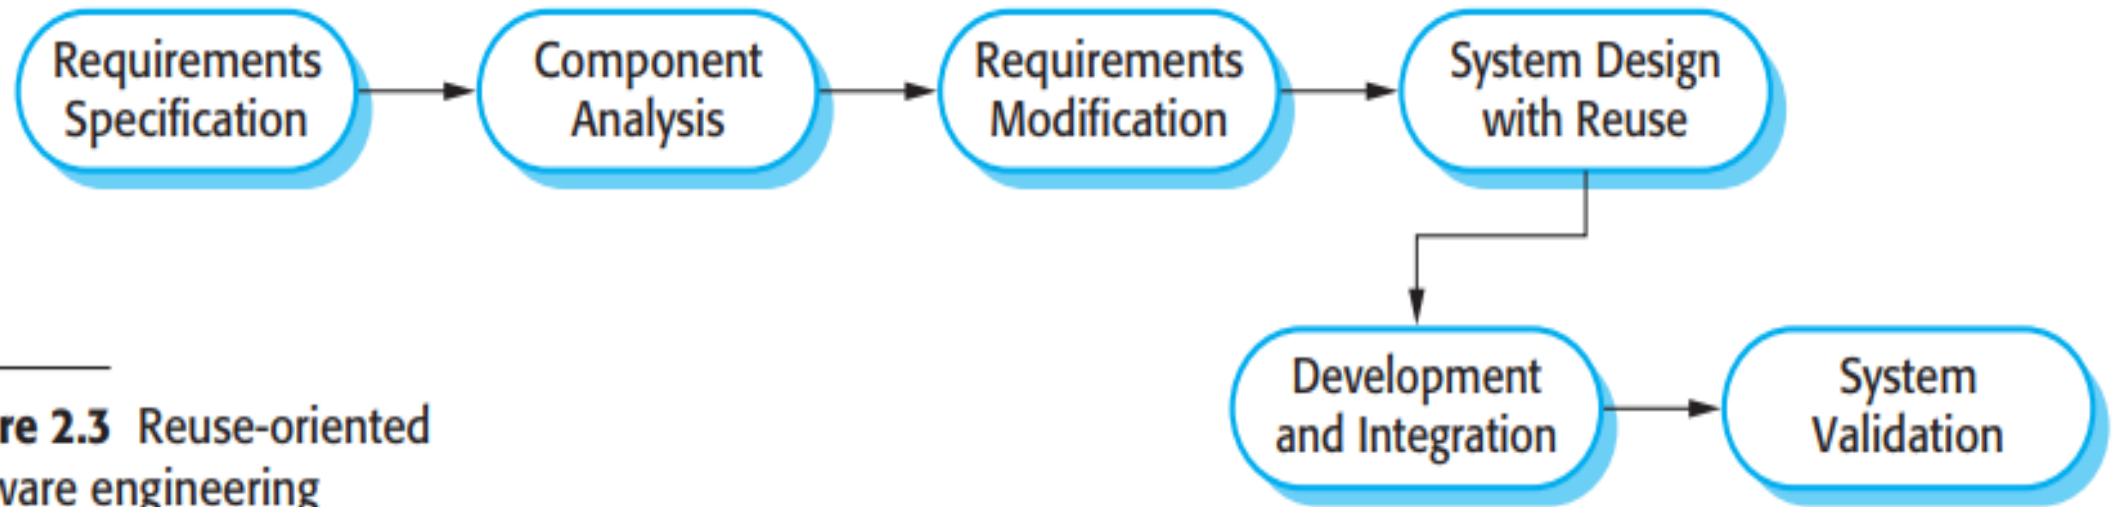 Requirements
Specification
Component
Analysis
Requirements
Modification
System Design
with Reuse
Development
and Integration
System
Validation
re 2.3 Reuse-oriented
ware engineering